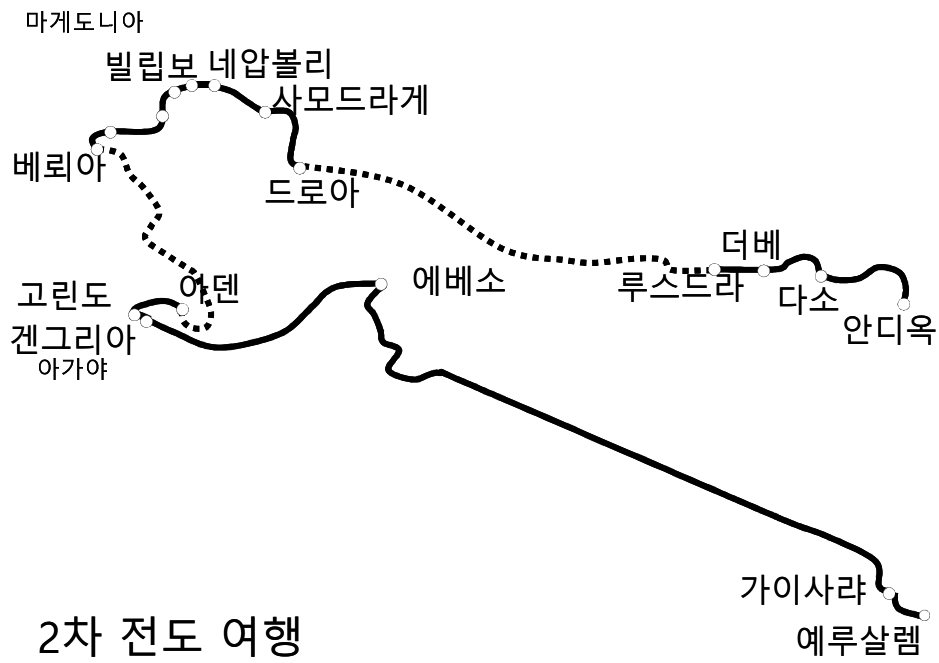 마게도니아
빌립보 네압볼리
사모드라게
베뢰아
드로아
더베
에베소
아덴
루스드라
고린도
다소
안디옥
겐그리아
아가야
가이사랴
2차 전도 여행
예루살렘